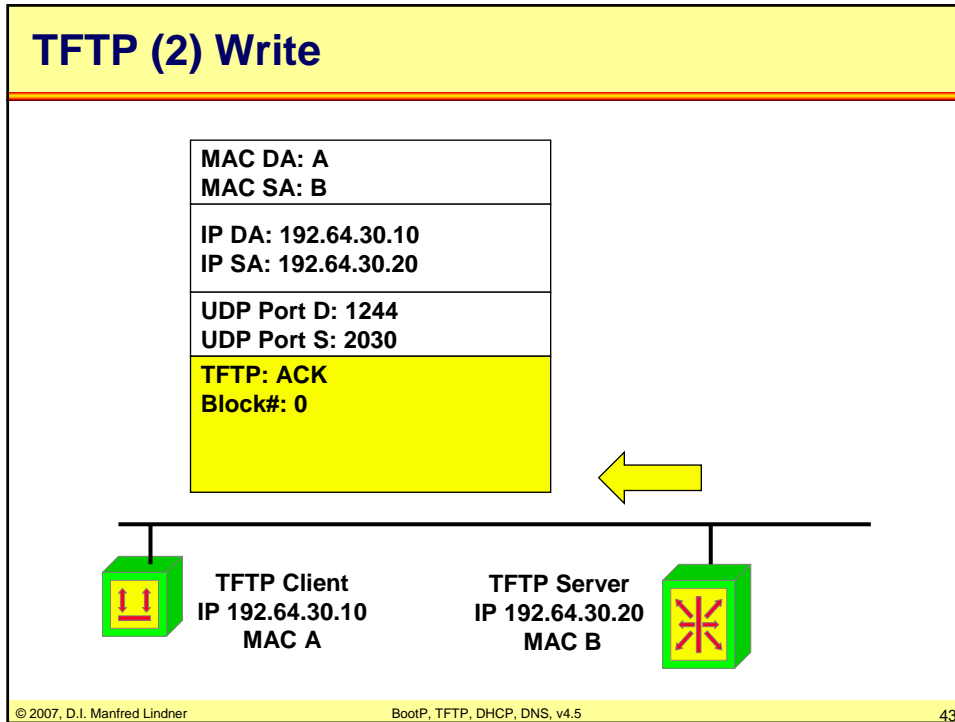 TFTP (2) Write
MAC DA: A
MAC SA: B
IP DA: 192.64.30.10
IP SA: 192.64.30.20
UDP Port D: 1244
UDP Port S: 2030
TFTP: ACK
Block#: 0
TFTP Client
IP 192.64.30.10
MAC A
TFTP Server
IP 192.64.30.20
MAC B
© 2007, D.I. Manfred Lindner
BootP, TFTP, DHCP, DNS, v4.5
43